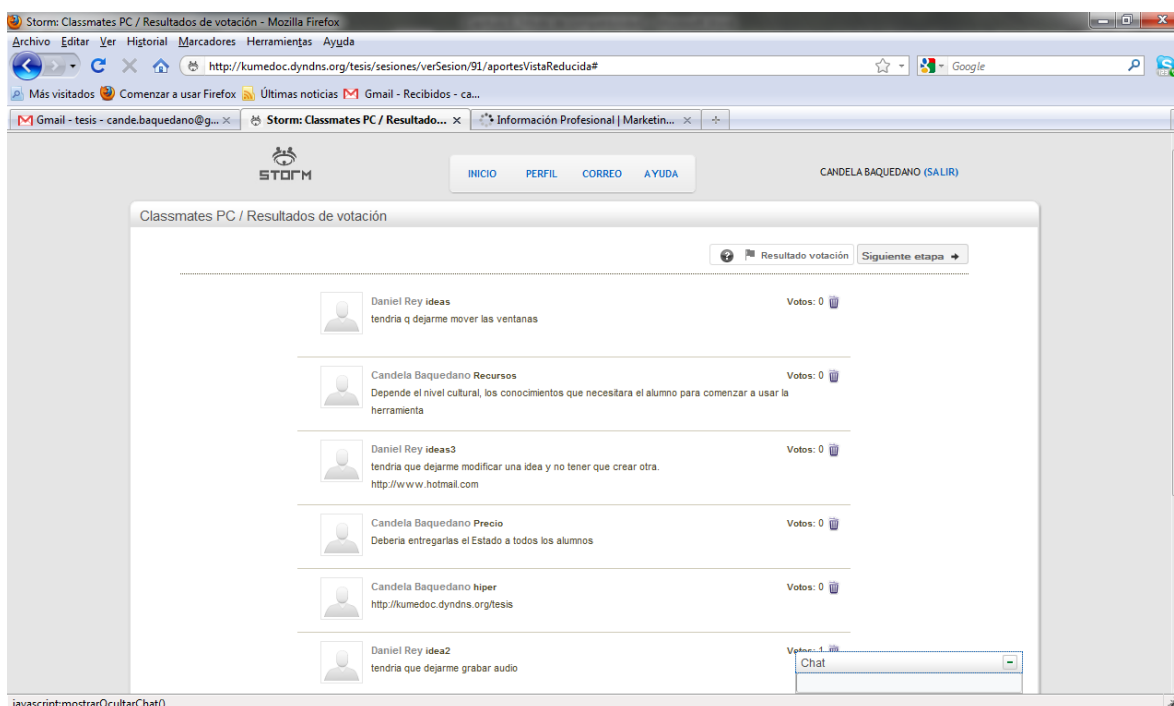 Storm: Classmates PC / Resultados de votación - Mozilla Firefox
Archivo Editar Ver Historial Marcadores Herramientas Ayuda
http://kumedoc.dyndns.org/tesis/sesiones/verSesion/91/aportesVistaReducida#
Google
Más visitados Comenzar a usar Firefox Últimas noticias Gmail - Recibidos - ca...
Gmail - tesis - cande.baquedano@g... Storm: Classmates PC / Resultado... Información Profesional | Marketin...
STORM
INICIO PERFIL CORREO AYUDA
CANDELA BAQUEDANO (SALIR)
Classmates PC / Resultados de votación
Resultado votación Siguiente etapa
Daniel Rey ideas Votos: 0
tendria q dejarme mover las ventanas
Candela Baquedano Recursos Votos: 0
Depende el nivel cultural, los conocimientos que necesitara el alumno para comenzar a usar la
herramienta
Daniel Rey ideas3 Votos: 0
tendria que dejarme modificar una idea y no tener que crear otra.
http://www.hotmail.com
Candela Baquedano Precio Votos: 0
Deberia entregarlas el Estado a todos los alumnos
Candela Baquedano hiper Votos: 0
http://kumedoc.dyndns.org/tesis
Daniel Rey idea2 Votos: 1
tendria que dejarme grabar audio
Chat
javascript:mostrarOcultarChat()